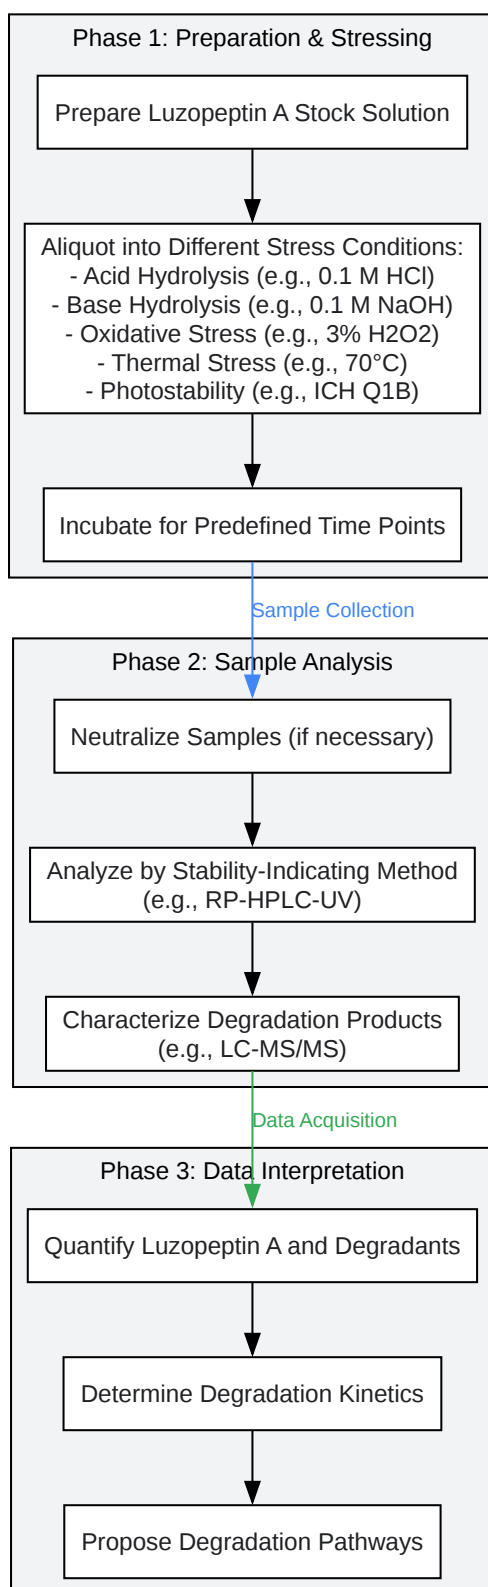 Phase 1: Preparation & Stressing
Prepare Luzopeptin A Stock Solution
Aliquot into Different Stress Conditions:
- Acid Hydrolysis (e.g., 0.1 M HCl)
- Base Hydrolysis (e.g., 0.1 M NaOH)
- Oxidative Stress (e.g., 3% H2O2)
- Thermal Stress (e.g., 70°C)
- Photostability (e.g., ICH Q1B)
Incubate for Predefined Time Points
Sample Collection
Phase 2: Sample Analysis
Neutralize Samples (if necessary)
Analyze by Stability-Indicating Method
(e.g., RP-HPLC-UV)
Characterize Degradation Products
(e.g., LC-MS/MS)
Data Acquisition
Phase 3: Data Interpretation
Quantify Luzopeptin A and Degradants
Determine Degradation Kinetics
Propose Degradation Pathways